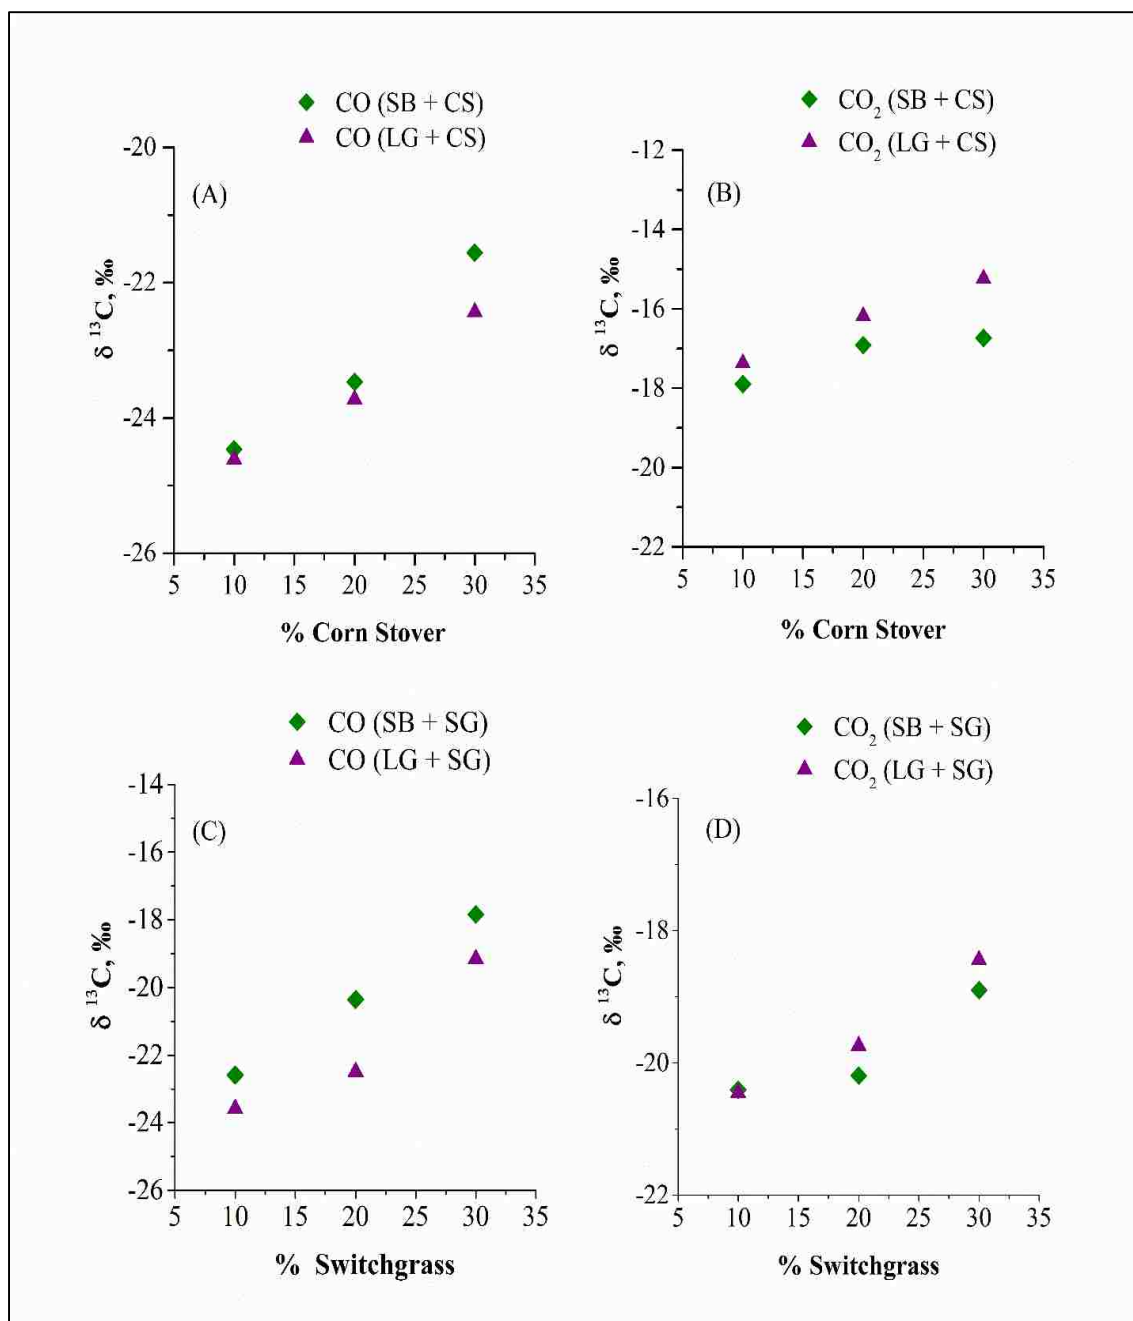 CO (SB + CS)
CO (LG + CS)
(A)
-20
-22
-24
-26
δ ¹³C, ‰
5 10 15 20 25 30 35
% Corn Stover
CO₂ (SB + CS)
CO₂ (LG + CS)
(B)
-12
-14
-16
-18
-20
-22
δ ¹³C, ‰
5 10 15 20 25 30 35
% Corn Stover
CO (SB + SG)
CO (LG + SG)
(C)
-14
-16
-18
-20
-22
-24
-26
δ ¹³C, ‰
5 10 15 20 25 30 35
% Switchgrass
CO₂ (SB + SG)
CO₂ (LG + SG)
(D)
-16
-18
-20
-22
δ ¹³C, ‰
5 10 15 20 25 30 35
% Switchgrass